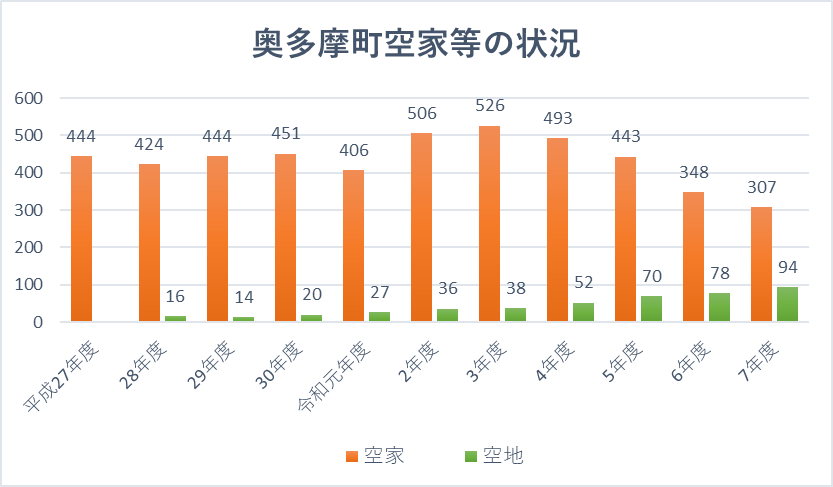 奥多摩町空家等の状況
600
500
400
300
200
100
0
444
424
444
451
406
506
526
493
443
348
307
16
14
20
27
36
38
52
70
78
94
平成27年度
28年度
29年度
30年度
令和元年度
2年度
3年度
4年度
5年度
6年度
7年度
空家
空地